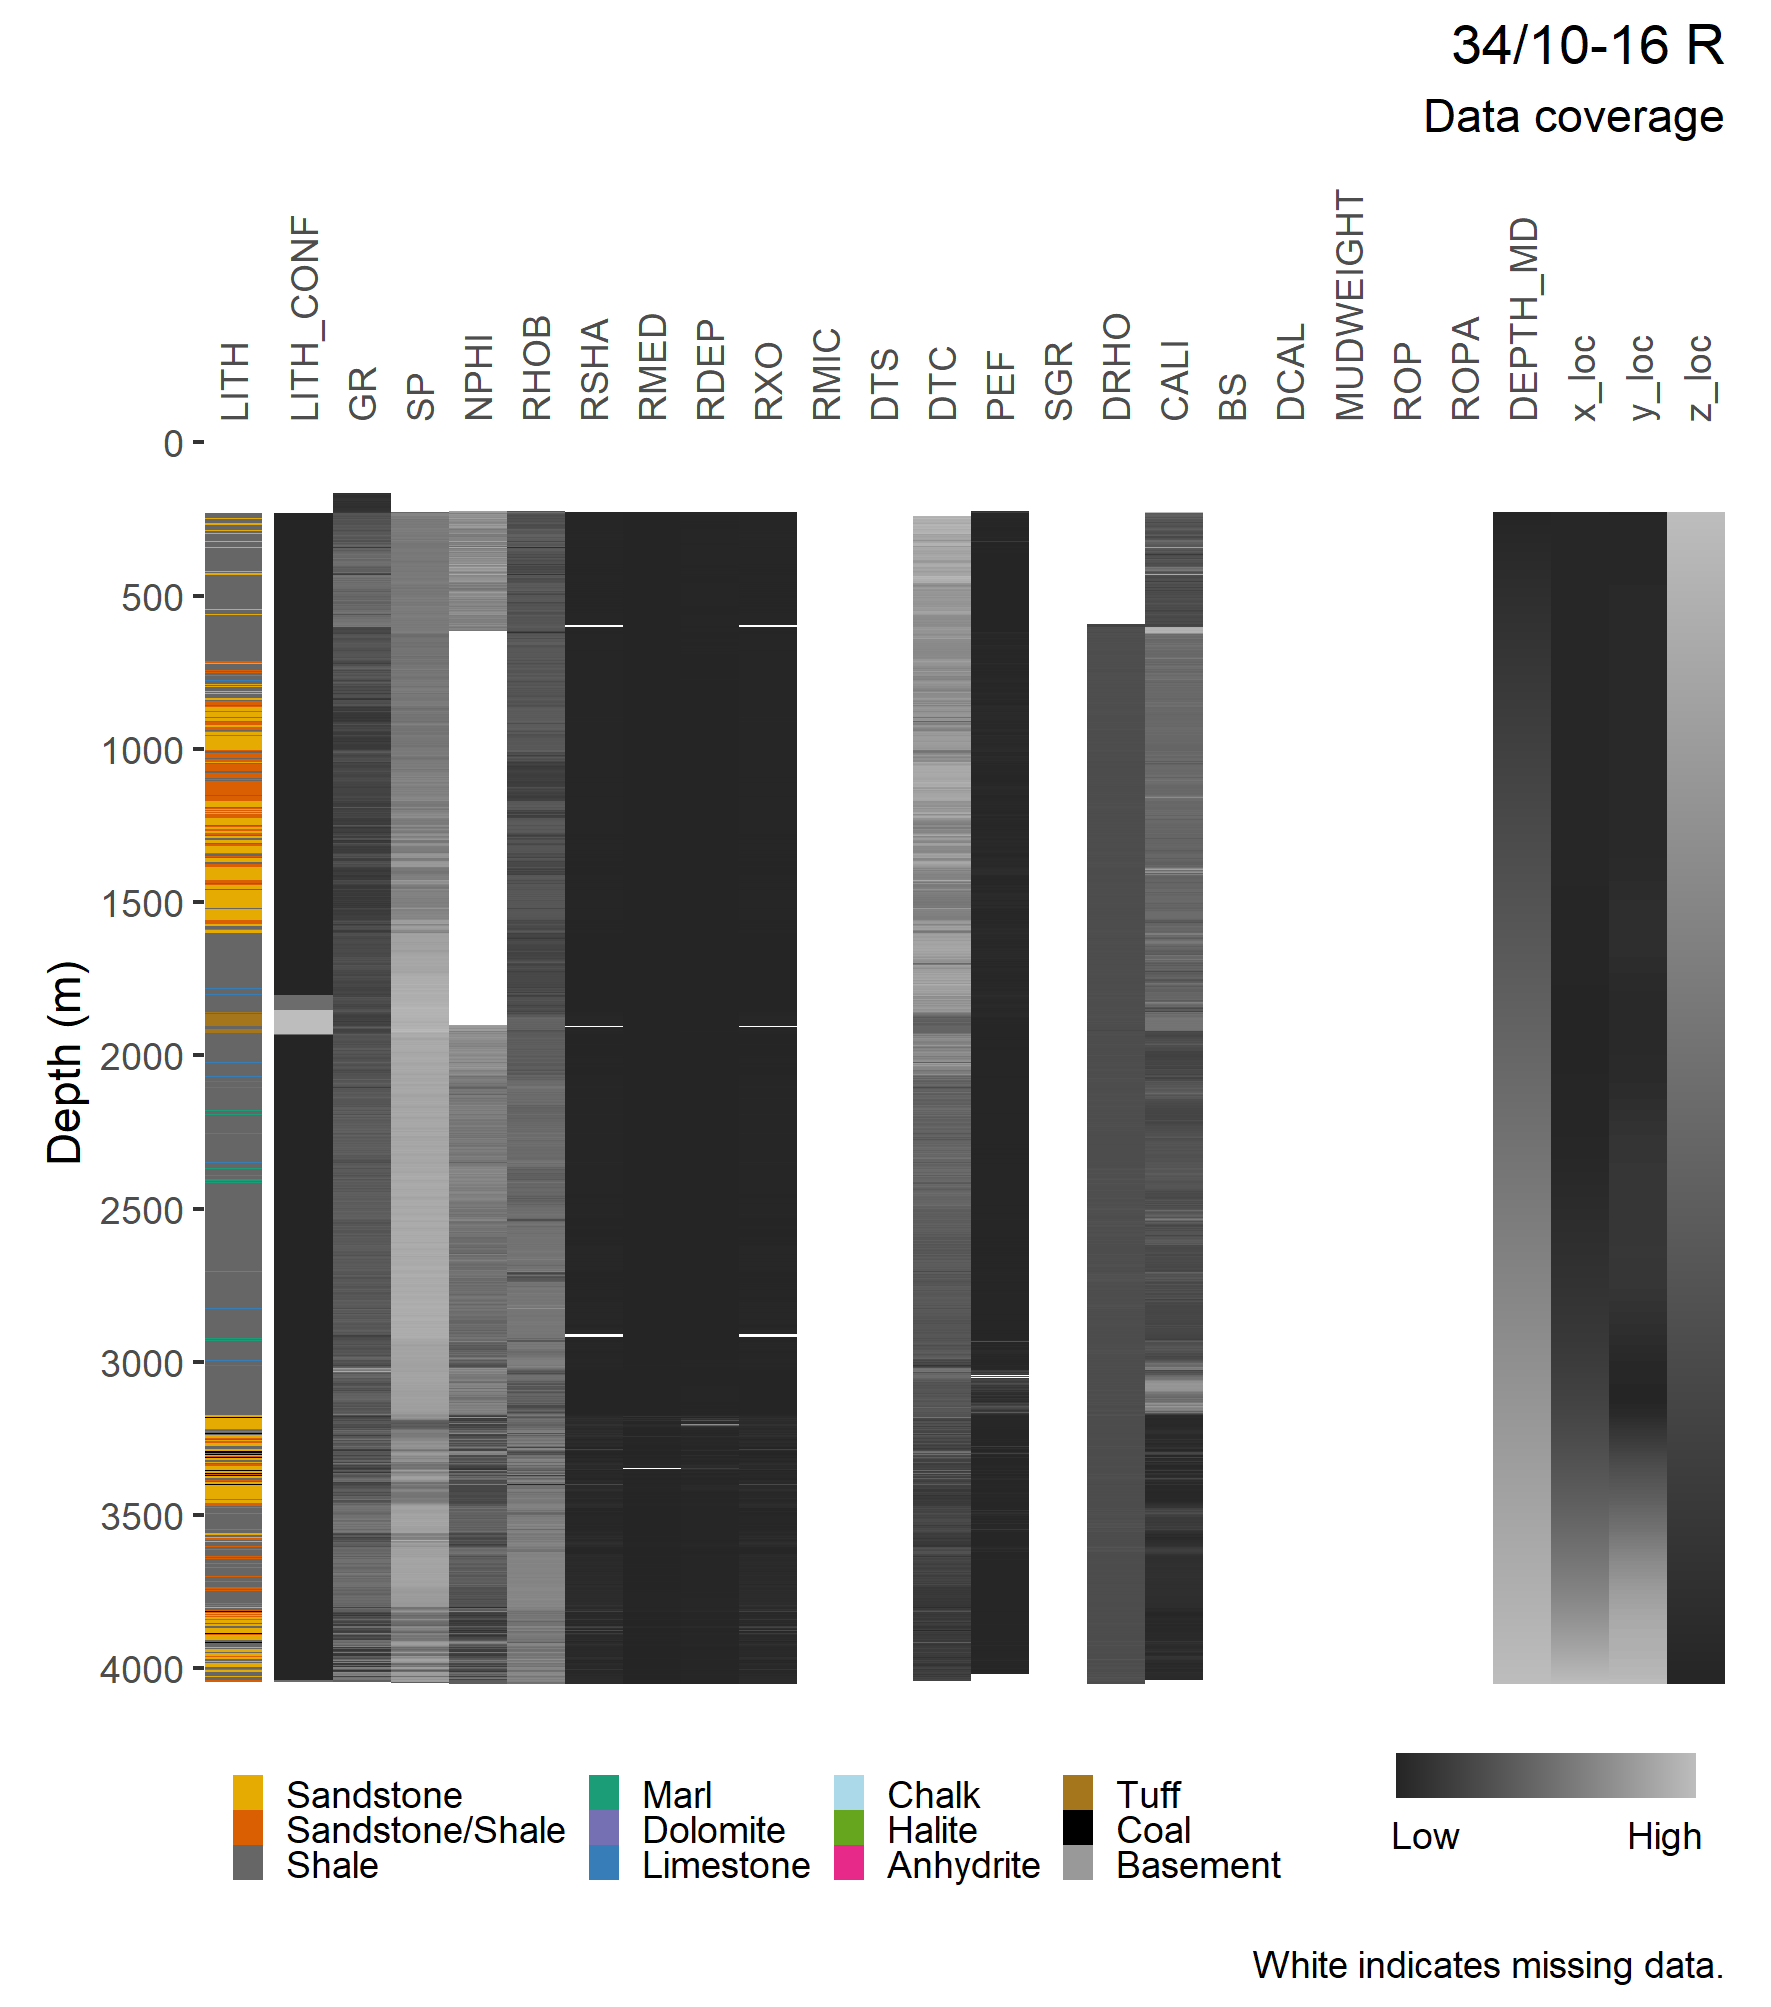 34/10-16 R
Data coverage
LITH
LITH_CONF
GR
SP
NPHI
RHOB
RSHA
RMED
RDEP
RXO
RMIC
DTS
DTC
PEF
SGR
DRHO
CALI
BS
DCAL
MUDWEIGHT
ROP
ROPA
DEPTH_MD
x_loc
y_loc
z_loc
Depth (m)
0
500
1000
1500
2000
2500
3000
3500
4000
Sandstone
Sandstone/Shale
Shale
Marl
Dolomite
Limestone
Chalk
Halite
Anhydrite
Tuff
Coal
Basement
Low High
White indicates missing data.